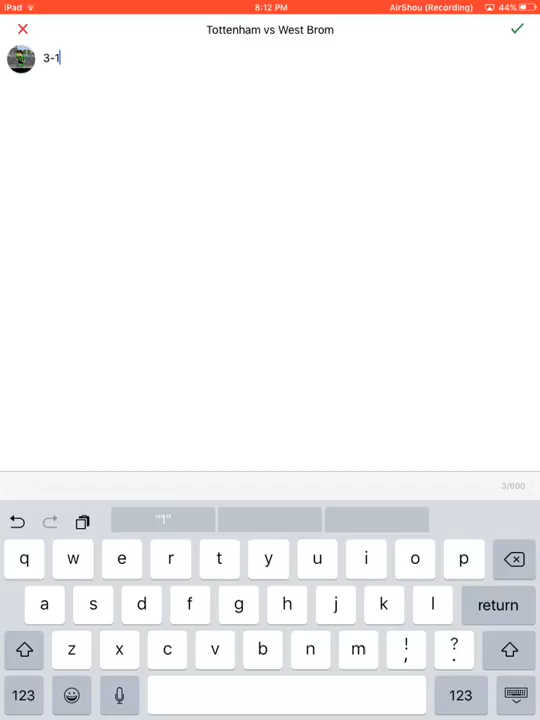 iPad 8:12 PM AirShou (Recording) 44%
Tottenham vs West Brom
3-1
3/600
"1"
q w e r t y u i o p
a s d f g h j k l return
z x c v b n m ! , ? .
123 123